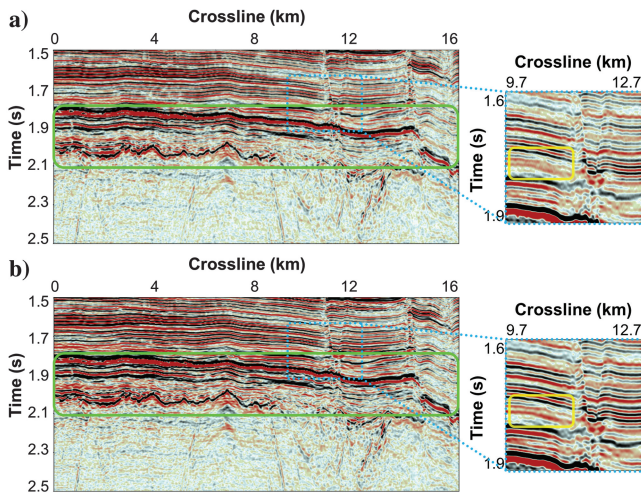 a)
Crossline (km)
0 4 8 12 16
Time (s)
1.5
1.7
1.9
2.1
2.3
2.5
Crossline (km)
9.7 12.7
Time (s)
1.6
1.9
b)
Crossline (km)
0 4 8 12 16
Time (s)
1.5
1.7
1.9
2.1
2.3
2.5
Crossline (km)
9.7 12.7
Time (s)
1.6
1.9